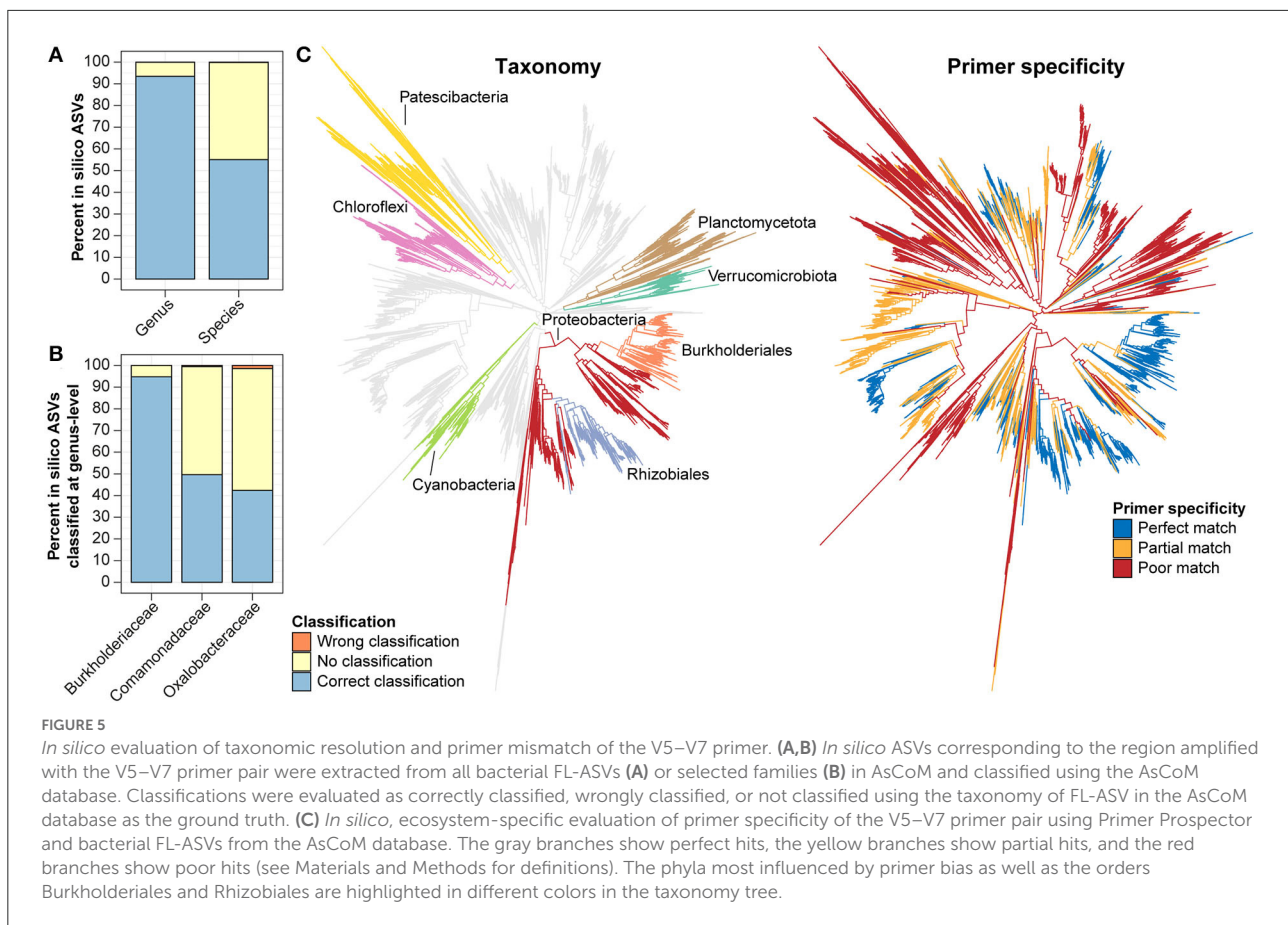 A
Percent in silico ASVs
100
90
80
70
60
50
40
30
20
10
0
Genus
Species
B
Percent in silico ASVs
classified at genus-level
100
90
80
70
60
50
40
30
20
10
0
Burkholderiaceae
Comamonadaceae
Oxalobacteraceae
Classification
Wrong classification
No classification
Correct classification
C
Taxonomy
Patescibacteria
Chloroflexi
Planctomycetota
Verrucomicrobiota
Proteobacteria
Burkholderiales
Rhizobiales
Cyanobacteria
Primer specificity
Primer specificity
Perfect match
Partial match
Poor match
FIGURE 5
In silico evaluation of taxonomic resolution and primer mismatch of the V5–V7 primer. (A,B) In silico ASVs corresponding to the region amplified
with the V5–V7 primer pair were extracted from all bacterial FL-ASVs (A) or selected families (B) in AsCoM and classified using the AsCoM
database. Classifications were evaluated as correctly classified, wrongly classified, or not classified using the taxonomy of FL-ASV in the AsCoM
database as the ground truth. (C) In silico, ecosystem-specific evaluation of primer specificity of the V5–V7 primer pair using Primer Prospector
and bacterial FL-ASVs from the AsCoM database. The gray branches show perfect hits, the yellow branches show partial hits, and the red
branches show poor hits (see Materials and Methods for definitions). The phyla most influenced by primer bias as well as the orders
Burkholderiales and Rhizobiales are highlighted in different colors in the taxonomy tree.